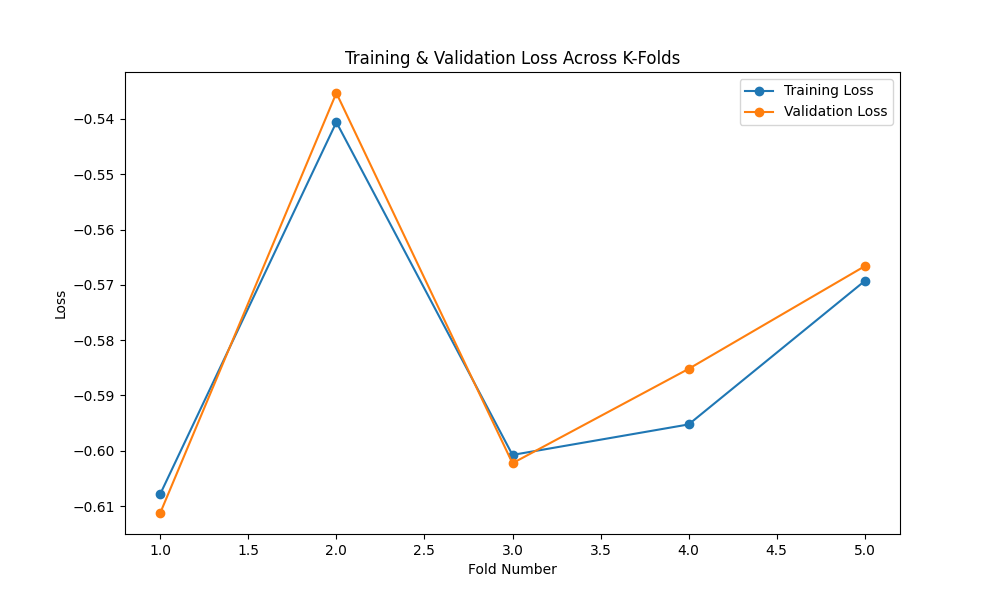 Training & Validation Loss Across K-Folds
Training Loss
Validation Loss
−0.54
−0.55
−0.56
−0.57
−0.58
−0.59
−0.60
−0.61
Loss
1.0 1.5 2.0 2.5 3.0 3.5 4.0 4.5 5.0
Fold Number